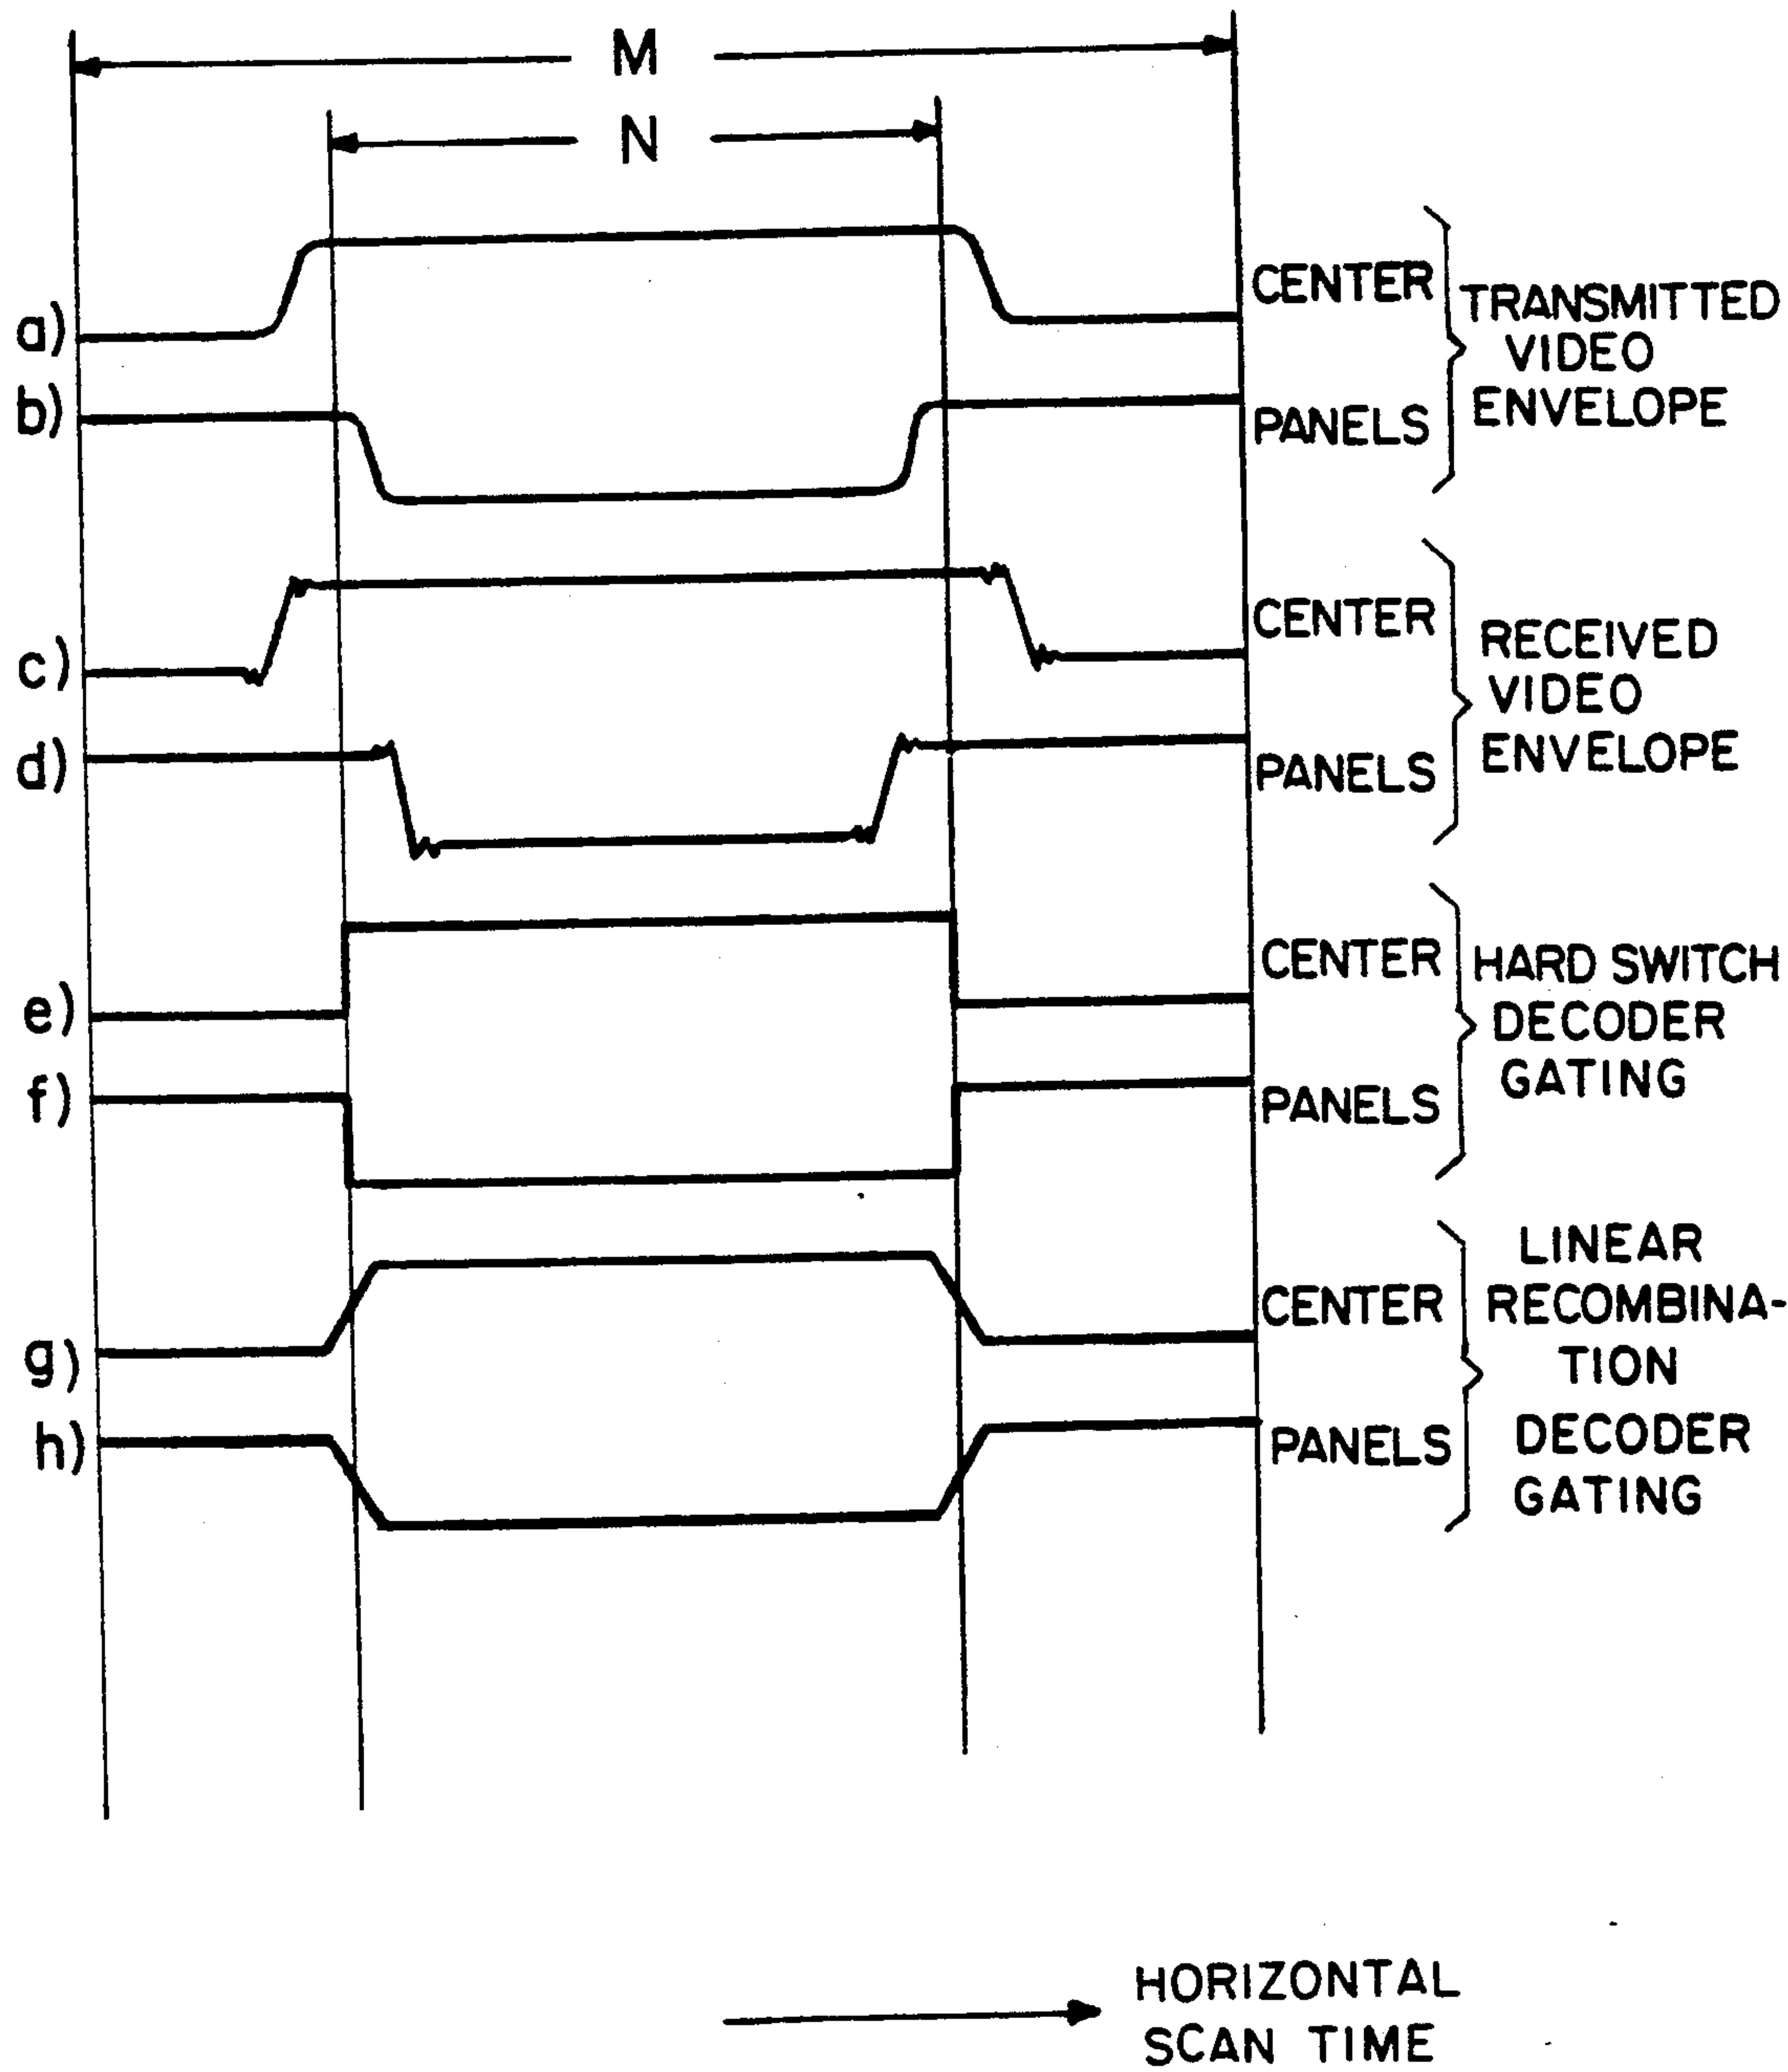 M
N
a)
CENTER
TRANSMITTED
VIDEO
ENVELOPE
b)
PANELS
c)
CENTER
RECEIVED
VIDEO
ENVELOPE
d)
PANELS
e)
CENTER
HARD SWITCH
DECODER
GATING
f)
PANELS
g)
CENTER
LINEAR
RECOMBINA-
TION
DECODER
GATING
h)
PANELS
HORIZONTAL
SCAN TIME